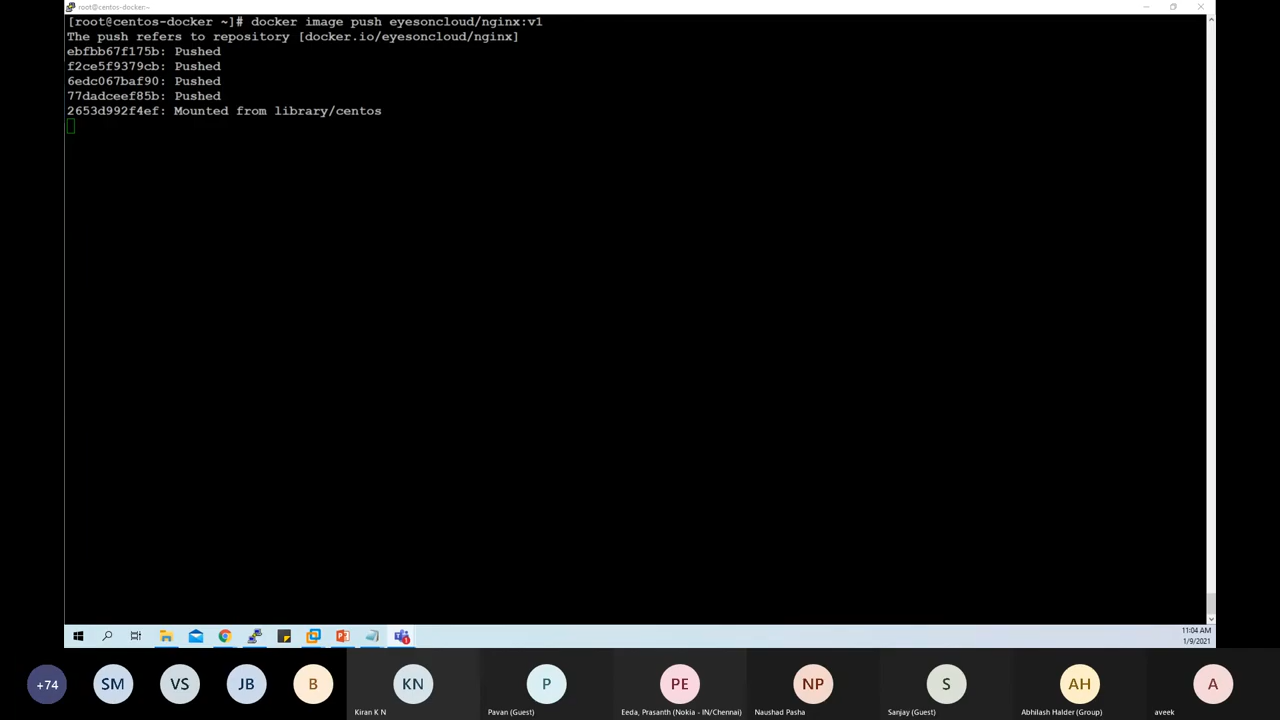 root@centos-docker:~
[root@centos-docker ~]# docker image push eyesoncloud/nginx:v1
The push refers to repository [docker.io/eyesoncloud/nginx]
ebfbb67f175b: Pushed
f2ce5f9379cb: Pushed
6edc067baf90: Pushed
77dadceef85b: Pushed
2653d992f4ef: Mounted from library/centos
11:04 AM
1/9/2021
+74
SM
VS
JB
B
KN
P
PE
NP
S
AH
A
Kiran K N
Pavan (Guest)
Eeda, Prasanth (Nokia - IN/Chennai)
Naushad Pasha
Sanjay (Guest)
Abhilash Halder (Group)
aveek